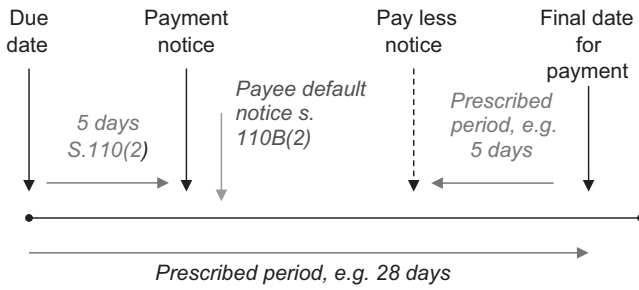 Due
date
Payment
notice
Pay less
notice
Final date
for
payment
5 days
S.110(2)
Payee default
notice s.
110B(2)
Prescribed
period, e.g.
5 days
Prescribed period, e.g. 28 days